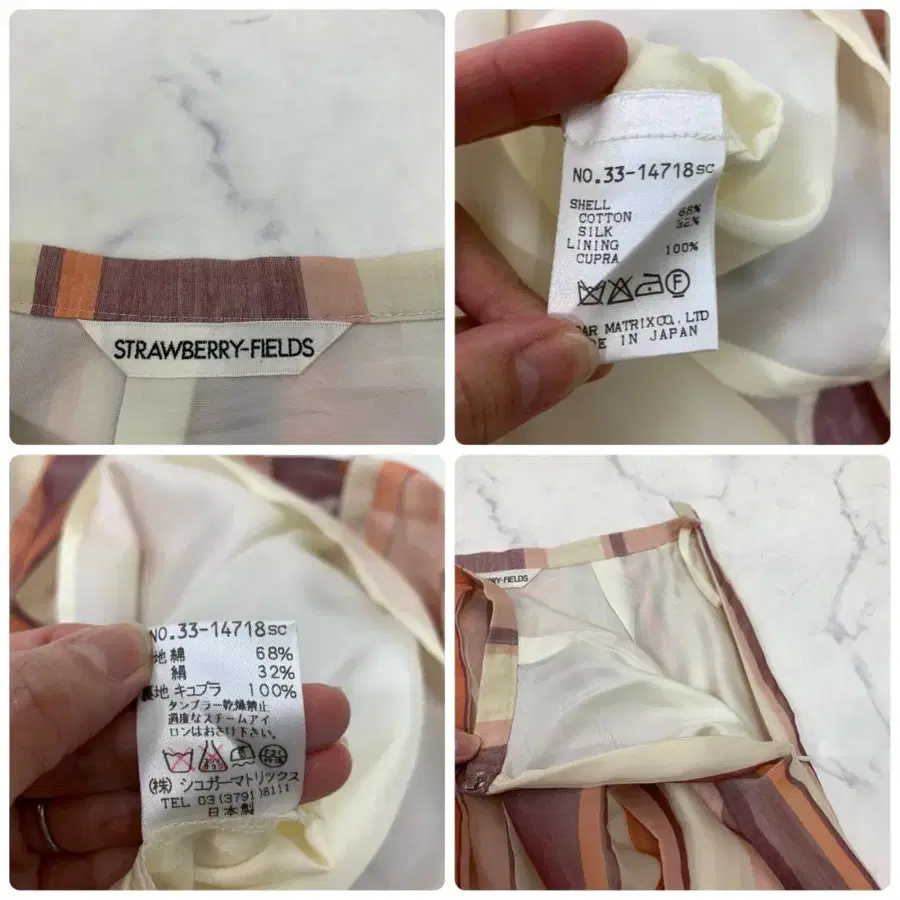 STRAWBERRY-FIELDS
NO.33-14718SC
SHELL
COTTON 68%
SILK 32%
LINING
CUPRA 100%
F
AR MATRIX CO., LTD
E IN JAPAN
NO.33-14718SC
地 綿 68%
絹 32%
裏地 キュプラ 100%
タンブラー乾燥禁止
過度なスチームアイ
ロンはおさけ下さい。
(株) シュガーマトリックス
TEL 03(3791)8111
日本製
RY-FIELDS